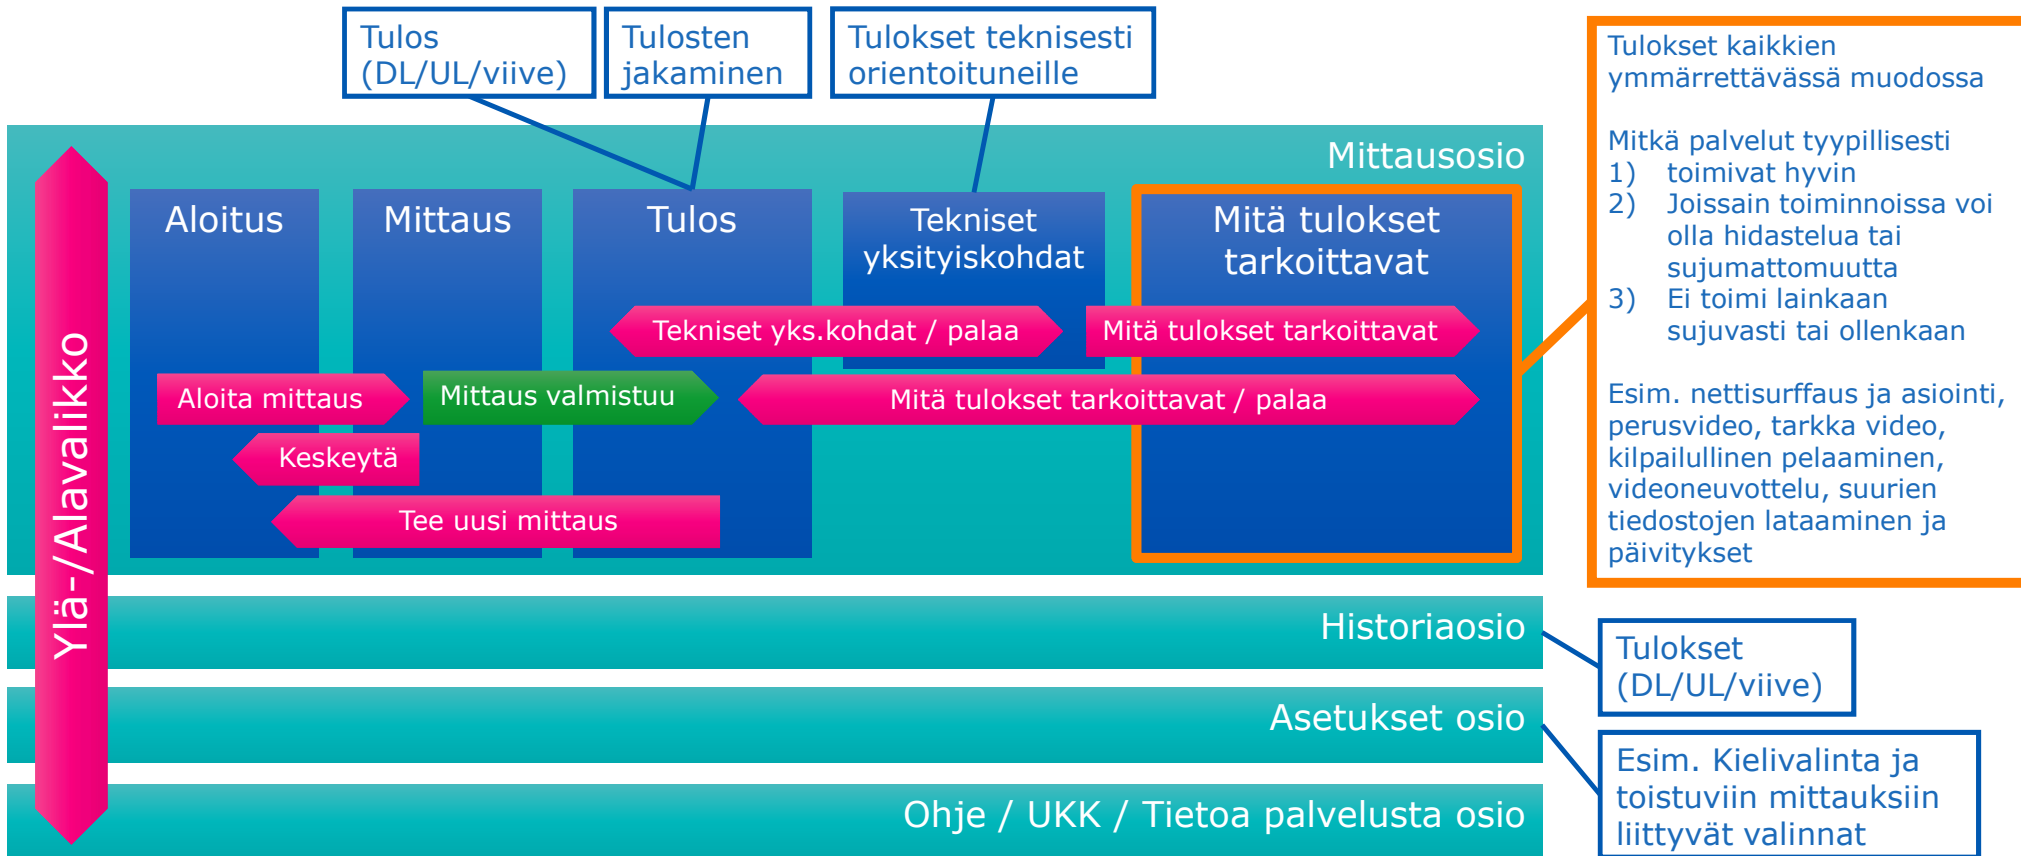 Tulos
(DL/UL/viive)
Tulosten
jakaminen
Tulokset teknisesti
orientoituneille
Tulokset kaikkien
ymmärrettävässä muodossa
Mitkä palvelut tyypillisesti
1) toimivat hyvin
2) Joissain toiminnoissa voi
olla hidastelua tai
sujumattomuutta
3) Ei toimi lainkaan
sujuvasti tai ollenkaan
Esim. nettisurffaus ja asiointi,
perusvideo, tarkka video,
kilpailullinen pelaaminen,
videoneuvottelu, suurien
tiedostojen lataaminen ja
päivitykset
Mittausosio
Ylä-/Alavalikko
Aloitus
Mittaus
Tulos
Tekniset
yksityiskohdat
Mitä tulokset
tarkoittavat
Tekniset yks.kohdat / palaa
Mitä tulokset tarkoittavat
Aloita mittaus
Mittaus valmistuu
Mitä tulokset tarkoittavat / palaa
Keskeytä
Tee uusi mittaus
Historiaosio
Tulokset
(DL/UL/viive)
Asetukset osio
Esim. Kielivalinta ja
toistuviin mittauksiin
liittyvät valinnat
Ohje / UKK / Tietoa palvelusta osio